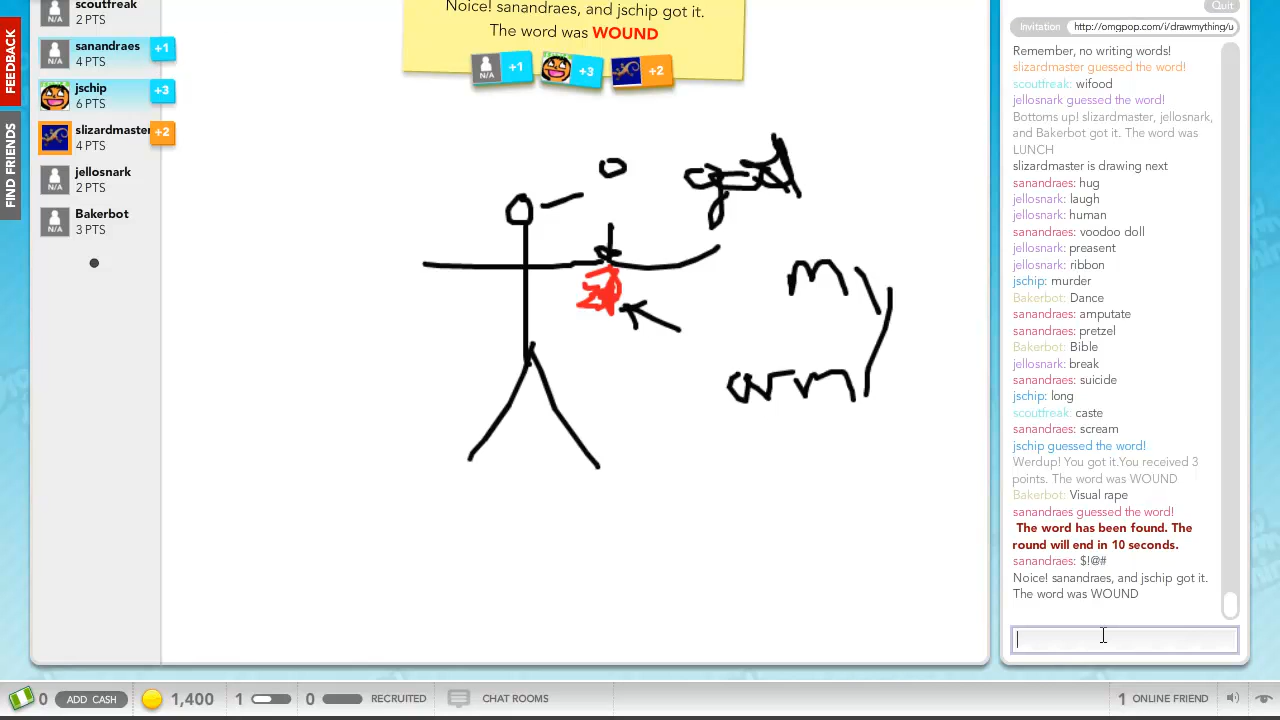 FEEDBACK
FIND FRIENDS
scoutfreak
2 PTS
sanandraes +1
4 PTS
jschip +3
6 PTS
slizardmaster +2
4 PTS
N/A
jellosnark
2 PTS
N/A
Bakerbot
3 PTS
N/A
N/A
Noice! sanandraes, and jschip got it.
The word was WOUND
N/A +1 +3 +2
my
arm
Quit
Invitation http://omgpop.com/i/drawmything/u
Remember, no writing words!
slizardmaster guessed the word!
scoutfreak: wifood
jellosnark guessed the word!
Bottoms up! slizardmaster, jellosnark,
and Bakerbot got it. The word was
LUNCH
slizardmaster is drawing next
sanandraes: hug
jellosnark: laugh
jellosnark: human
sanandraes: voodoo doll
jellosnark: preasent
jellosnark: ribbon
jschip: murder
Bakerbot: Dance
sanandraes: amputate
sanandraes: pretzel
Bakerbot: Bible
jellosnark: break
sanandraes: suicide
jschip: long
scoutfreak: caste
sanandraes: scream
jschip guessed the word!
Werdup! You got it.You received 3
points. The word was WOUND
Bakerbot: Visual rape
sanandraes guessed the word!
The word has been found. The
round will end in 10 seconds.
sanandraes: $!@#
Noice! sanandraes, and jschip got it.
The word was WOUND
0 ADD CASH 1,400 1 0 RECRUITED CHAT ROOMS 1 ONLINE FRIEND